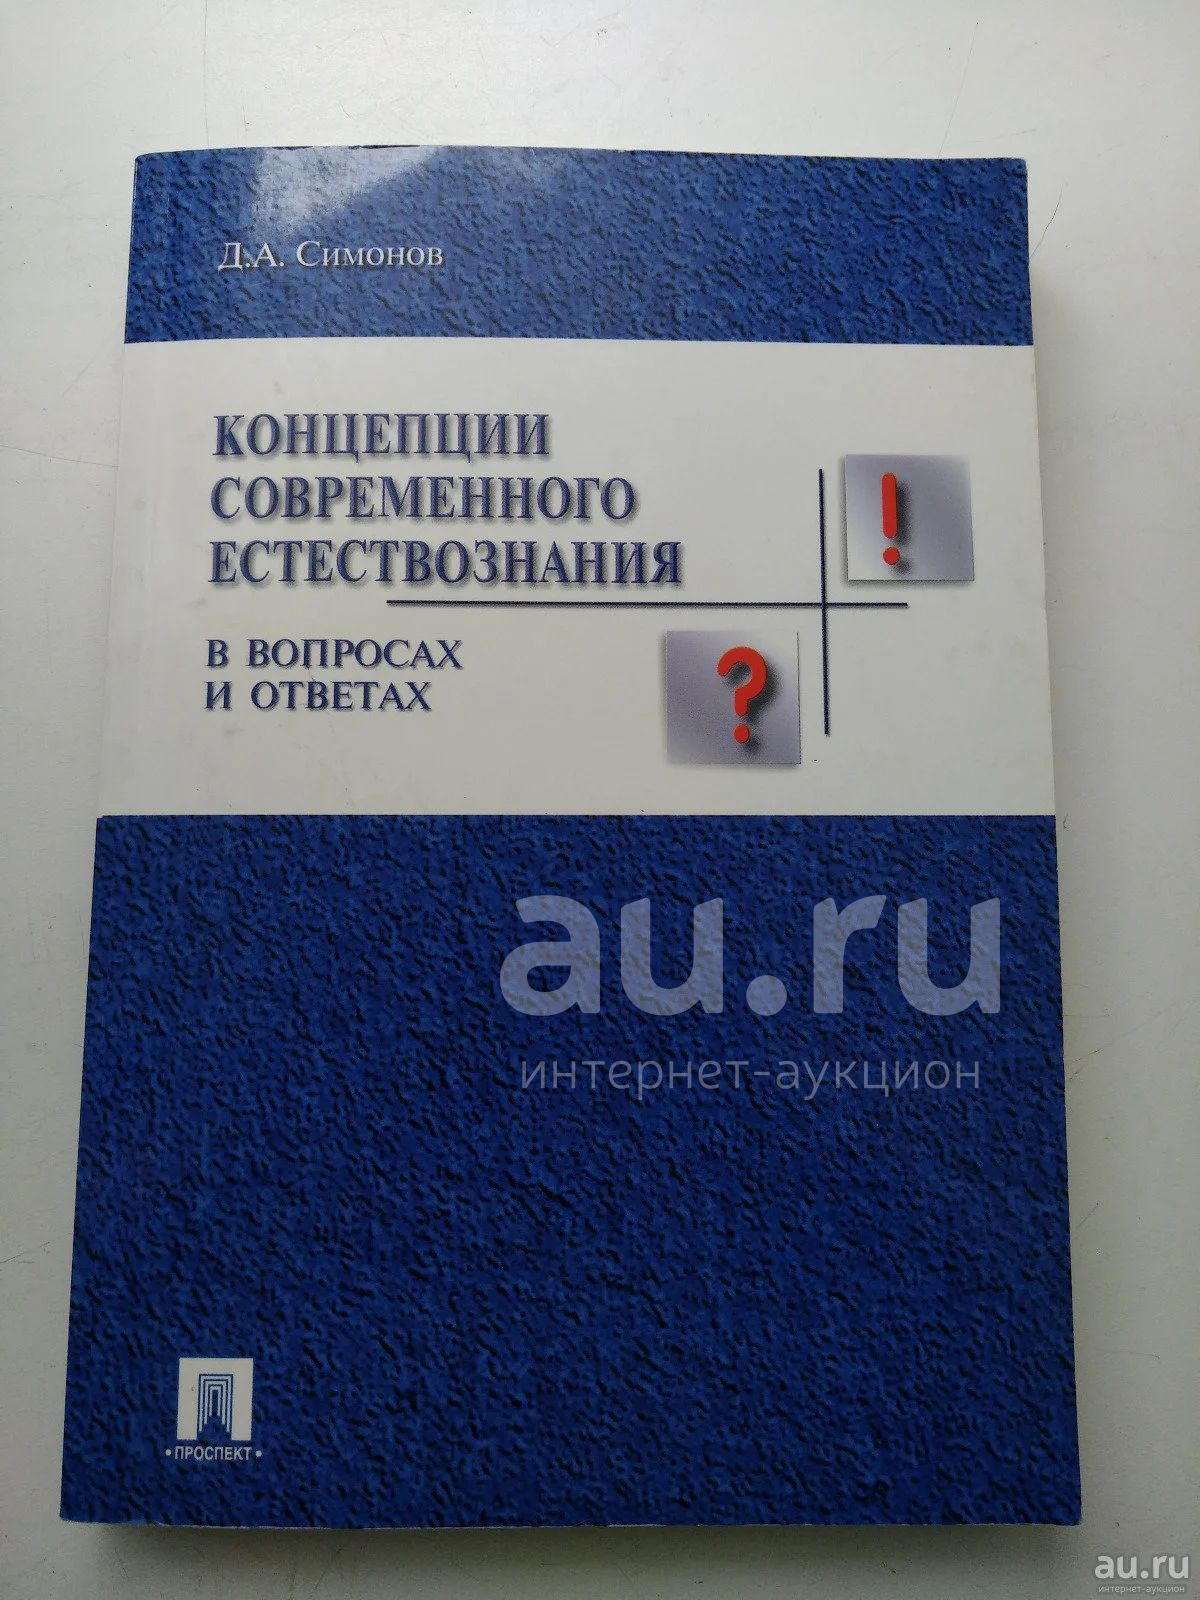 Д.А. Симонов
КОНЦЕПЦИИ
СОВРЕМЕННОГО
ЕСТЕСТВОЗНАНИЯ
!
В ВОПРОСАХ
И ОТВЕТАХ
?
au.ru
интернет-аукцион
•ПРОСПЕКТ•
au.ru
интернет-аукцион